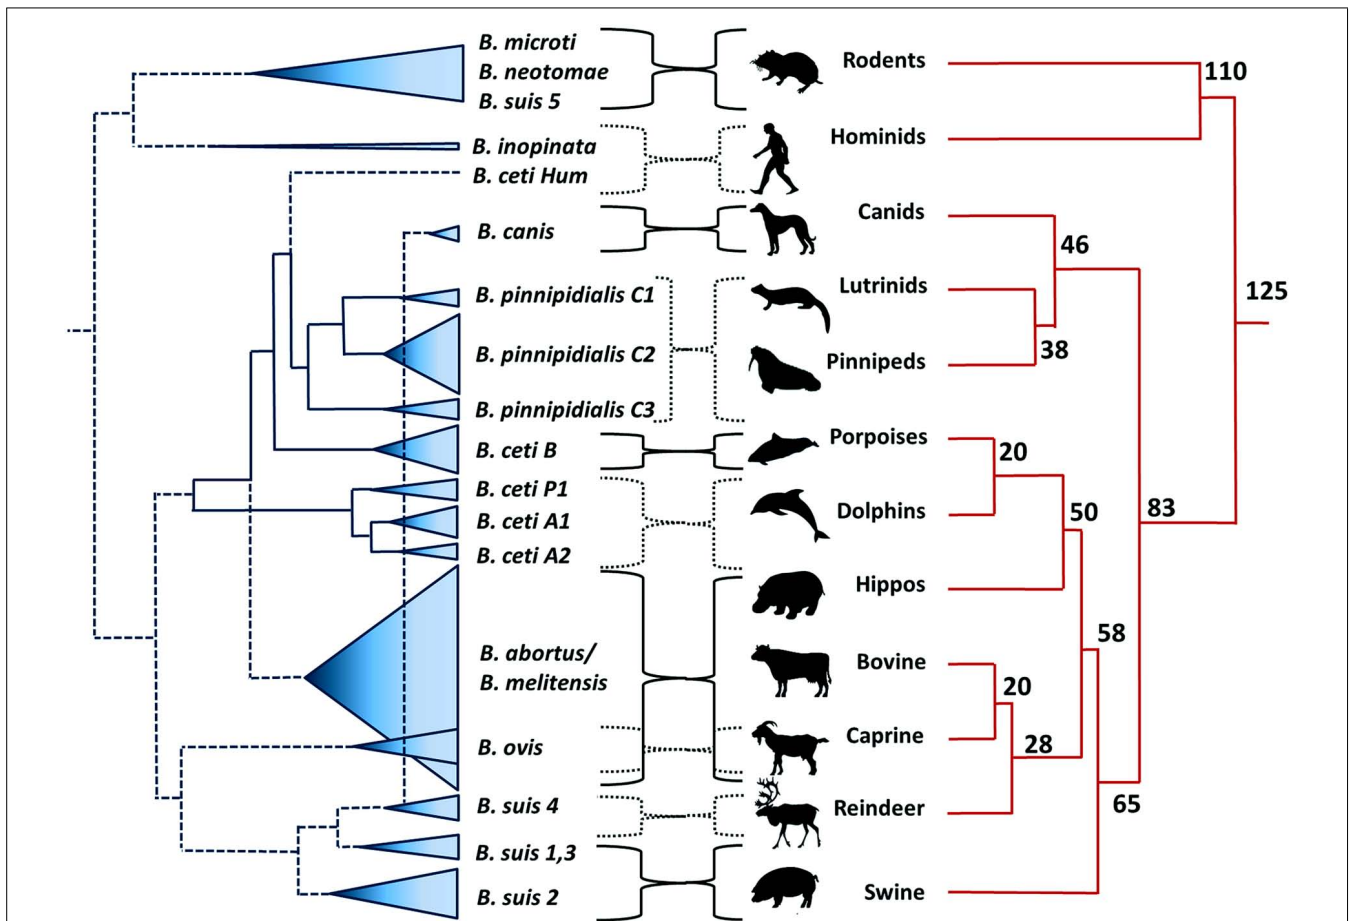 B. microti
B. neotomae
B. suis 5
B. inopinata
B. ceti Hum
B. canis
B. pinnipidialis C1
B. pinnipidialis C2
B. pinnipidialis C3
B. ceti B
B. ceti P1
B. ceti A1
B. ceti A2
B. abortus/
B. melitensis
B. ovis
B. suis 4
B. suis 1,3
B. suis 2
Rodents
Hominids
Canids
Lutrinids
Pinnipeds
Porpoises
Dolphins
Hippos
Bovine
Caprine
Reindeer
Swine
110
46
125
38
20
83
50
58
20
28
65